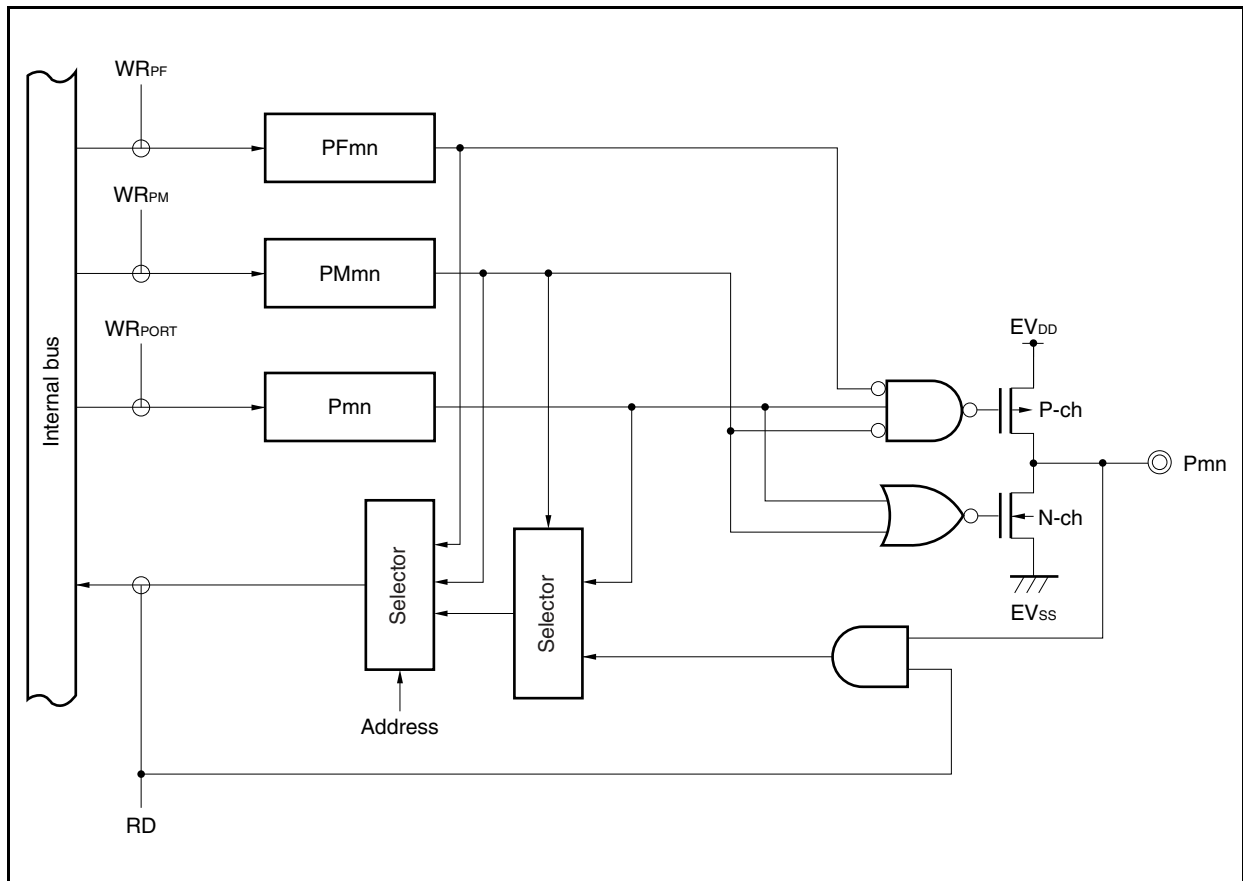 WRPF
PFmn
WRPM
PMmn
WRPORT
Pmn
Internal bus
EVDD
P-ch
Pmn
N-ch
EVSS
Selector
Selector
Address
RD